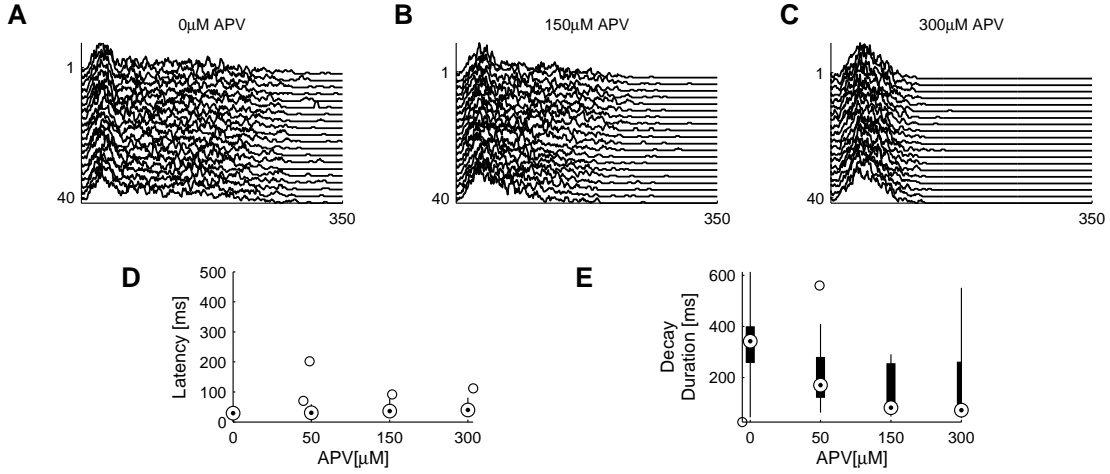 A
0μM APV
1
40
350
B
150μM APV
1
40
350
C
300μM APV
1
40
350
D
500
400
300
200
100
0
Latency [ms]
0
50
150
300
APV[μM]
E
600
400
200
Decay
Duration [ms]
0
50
150
300
APV[μM]